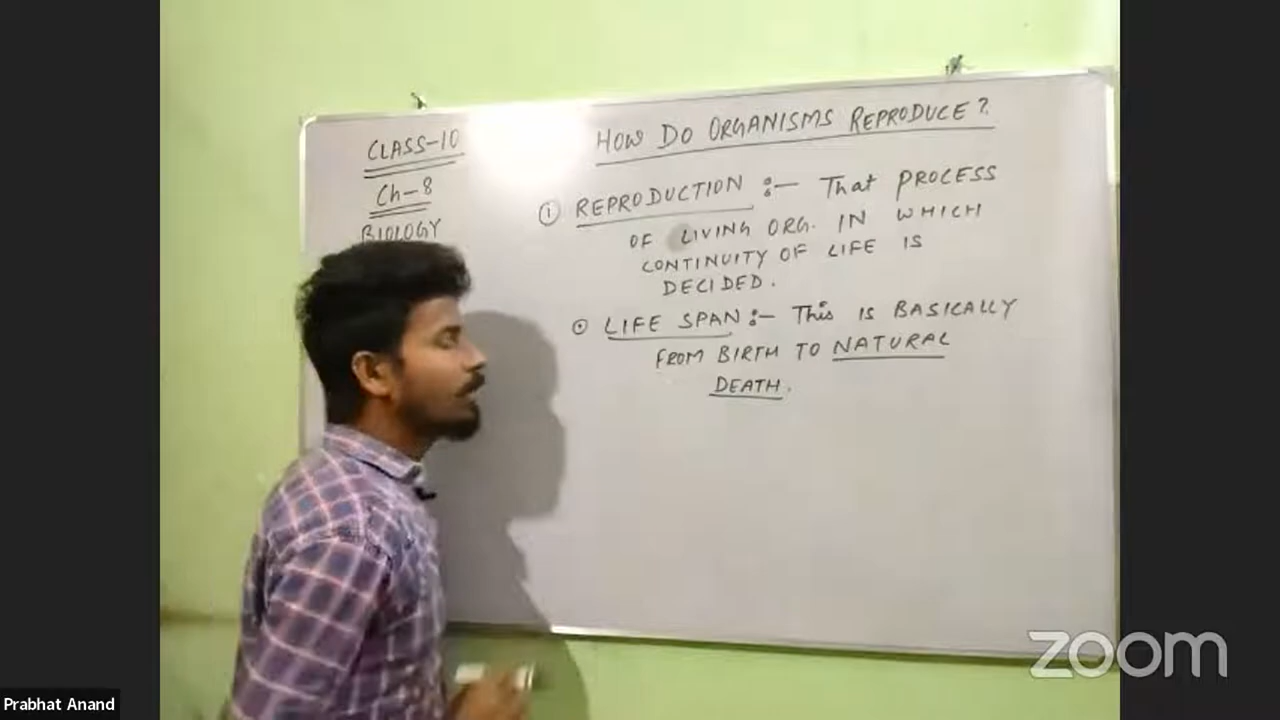 CLASS-10
Ch-8
BIOLOGY
HOW DO ORGANISMS REPRODUCE?
① REPRODUCTION :- That PROCESS
OF LIVING ORG. IN WHICH
CONTINUITY OF LIFE IS
DECIDED.
⊙ LIFE SPAN :- This IS BASICALLY
FROM BIRTH TO NATURAL
DEATH.
zoom
Prabhat Anand